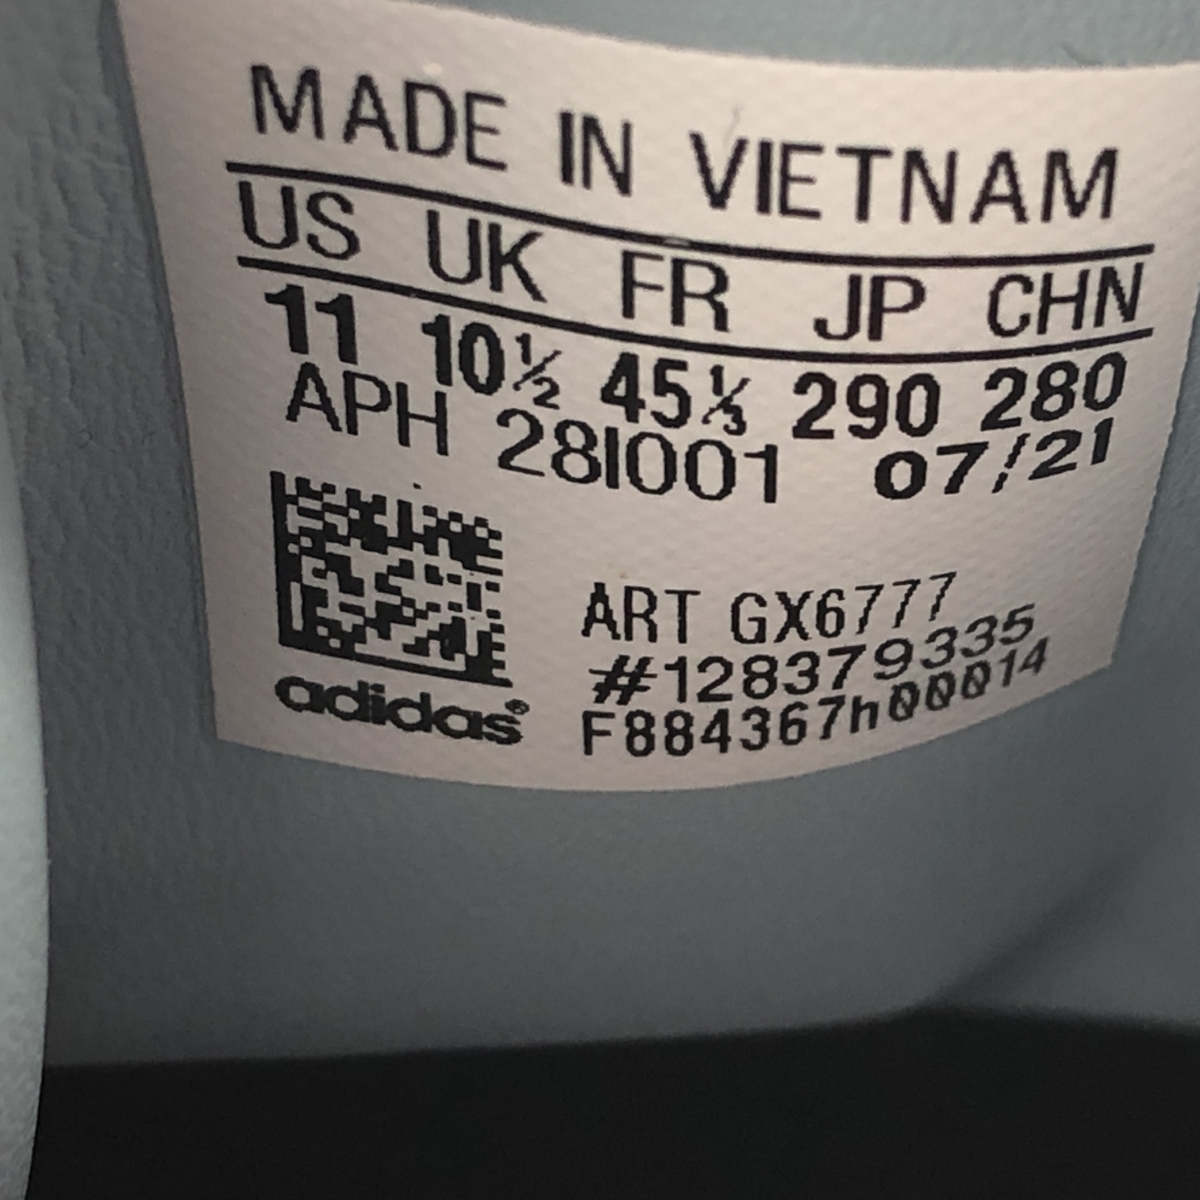 MADE IN VIETNAM
US UK FR JP CHN
11 10½ 45⅓ 290 280
APH 28I001 07/21
ART GX6777
#128379335
F884367h00014
adidas®